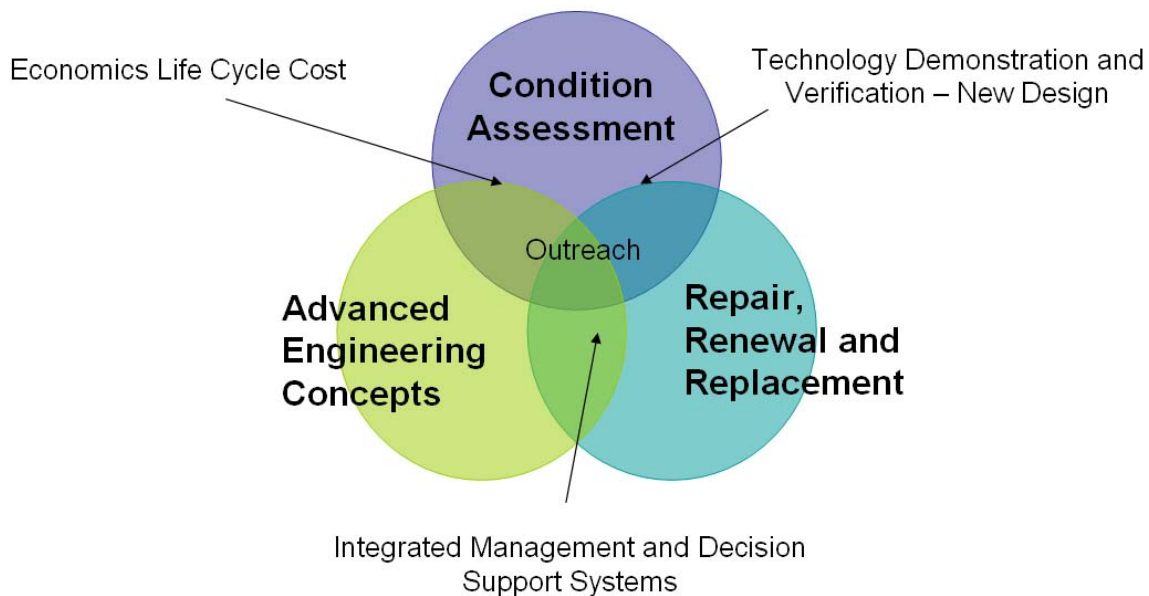 Economics Life Cycle Cost
Condition
Assessment
Technology Demonstration and
Verification – New Design
Outreach
Advanced
Engineering
Concepts
Repair,
Renewal and
Replacement
Integrated Management and Decision
Support Systems